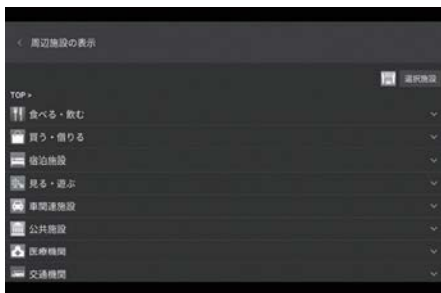 周辺施設の表示
選択施設
TOP >
食べる・飲む
買う・借りる
宿泊施設
見る・遊ぶ
車関連施設
公共施設
医療機関
交通機関